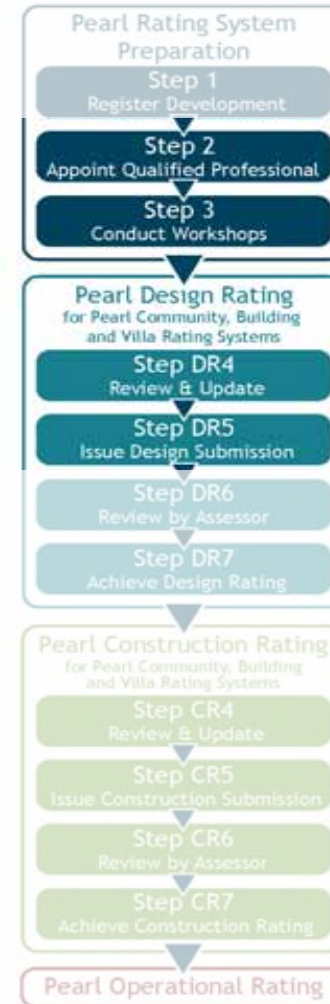 Pearl Rating System
Preparation
Step 1
Register Development
Step 2
Appoint Qualified Professional
Step 3
Conduct Workshops
Pearl Design Rating
for Pearl Community, Building
and Villa Rating Systems
Step DR4
Review & Update
Step DR5
Issue Design Submission
Step DR6
Review by Assessor
Step DR7
Achieve Design Rating
Pearl Construction Rating
for Pearl Community, Building
and Villa Rating Systems
Step CR4
Review & Update
Step CR5
Issue Construction Submission
Step CR6
Review by Assessor
Step CR7
Achieve Construction Rating
Pearl Operational Rating